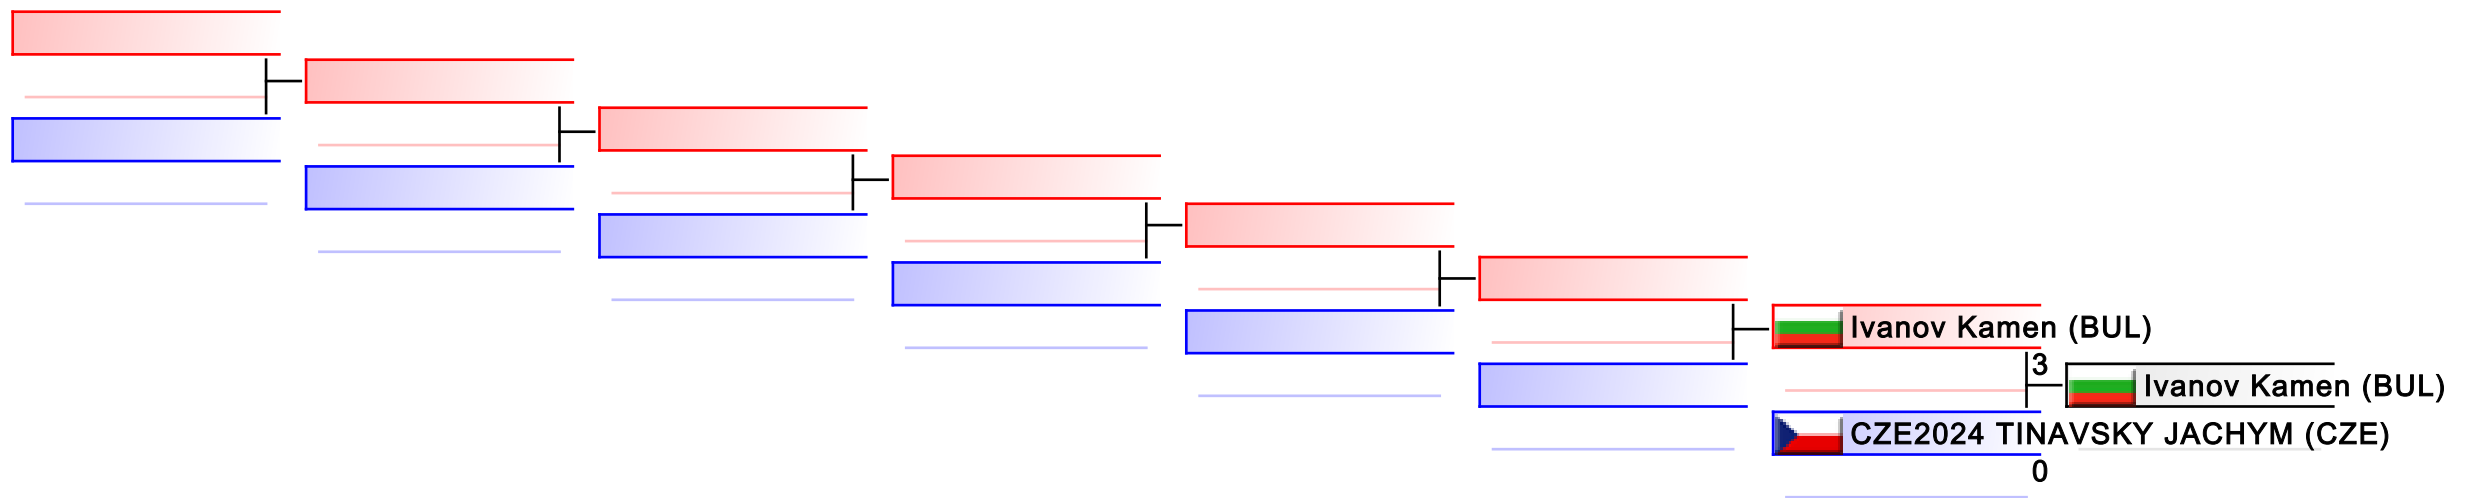 Ivanov Kamen (BUL)
3
Ivanov Kamen (BUL)
CZE2024 TINAVSKY JACHYM (CZE)
0